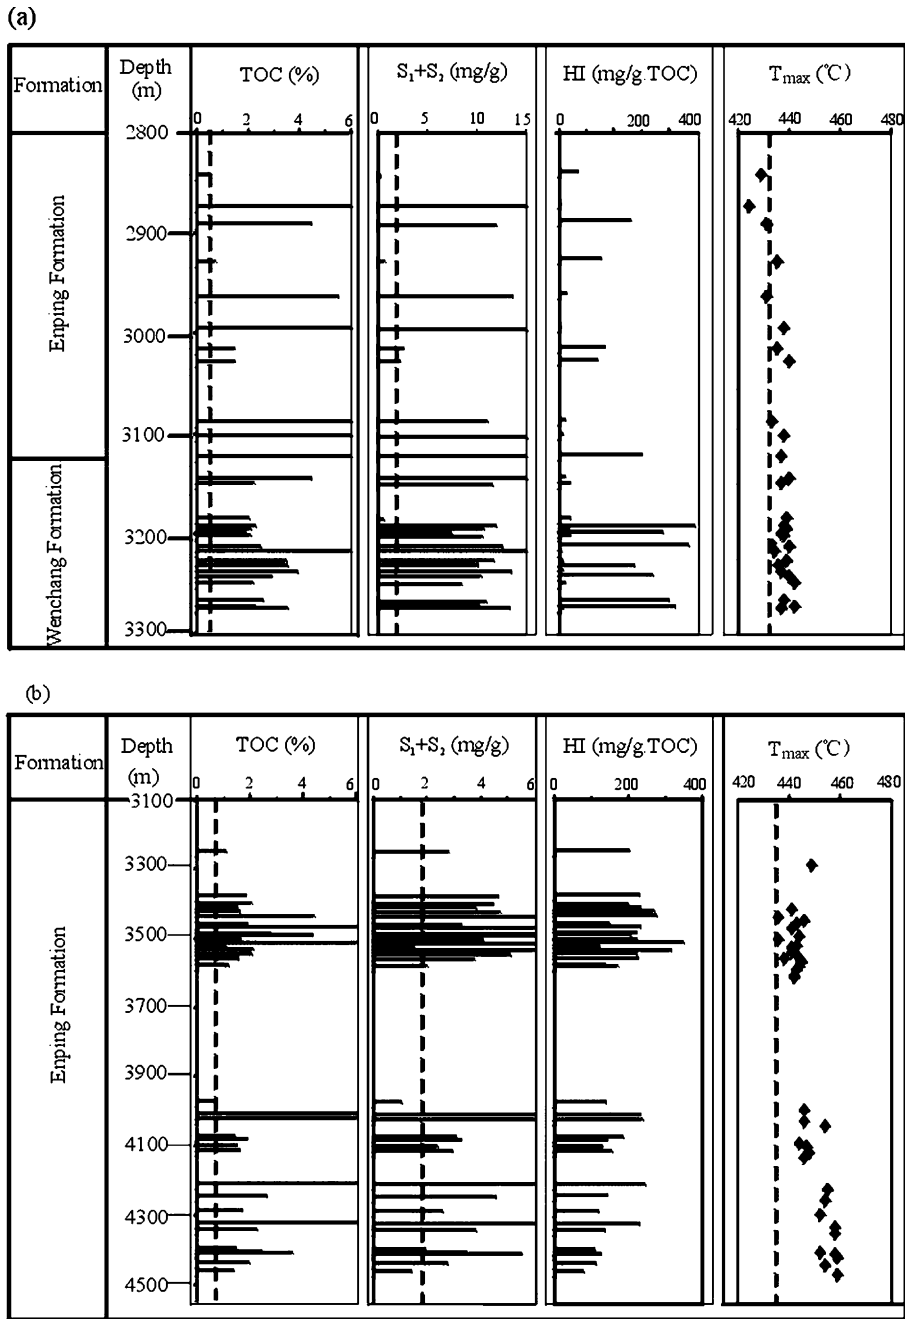 (a)
Formation
Depth
(m)
TOC (%)
S1+S2 (mg/g)
HI (mg/g.TOC)
Tmax (℃)
0 2 4 6
0 5 10 15
0 200 400
420 440 460 480
2800
2900
3000
3100
3200
3300
Enping Formation
Wenchang Formation
(b)
Formation
Depth
(m)
TOC (%)
S1+S2 (mg/g)
HI (mg/g.TOC)
Tmax (℃)
0 2 4 6
0 2 4 6
0 200 400
420 440 460 480
3100
3300
3500
3700
3900
4100
4300
4500
Enping Formation